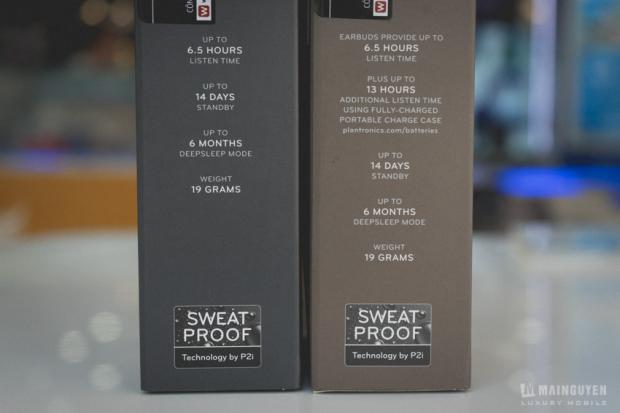 CÔN
UP TO
6.5 HOURS
LISTEN TIME
UP TO
14 DAYS
STANDBY
UP TO
6 MONTHS
DEEPSLEEP MODE
WEIGHT
19 GRAMS
SWEAT
PROOF
Technology by P2i
CÔN
EARBUDS PROVIDE UP TO
6.5 HOURS
LISTEN TIME
PLUS UP TO
13 HOURS
ADDITIONAL LISTEN TIME
USING FULLY-CHARGED
PORTABLE CHARGE CASE
plantronics.com/batteries
UP TO
14 DAYS
STANDBY
UP TO
6 MONTHS
DEEPSLEEP MODE
WEIGHT
19 GRAMS
SWEAT
PROOF
Technology by P2i
MAINGUYEN
LUXURY MOBILE